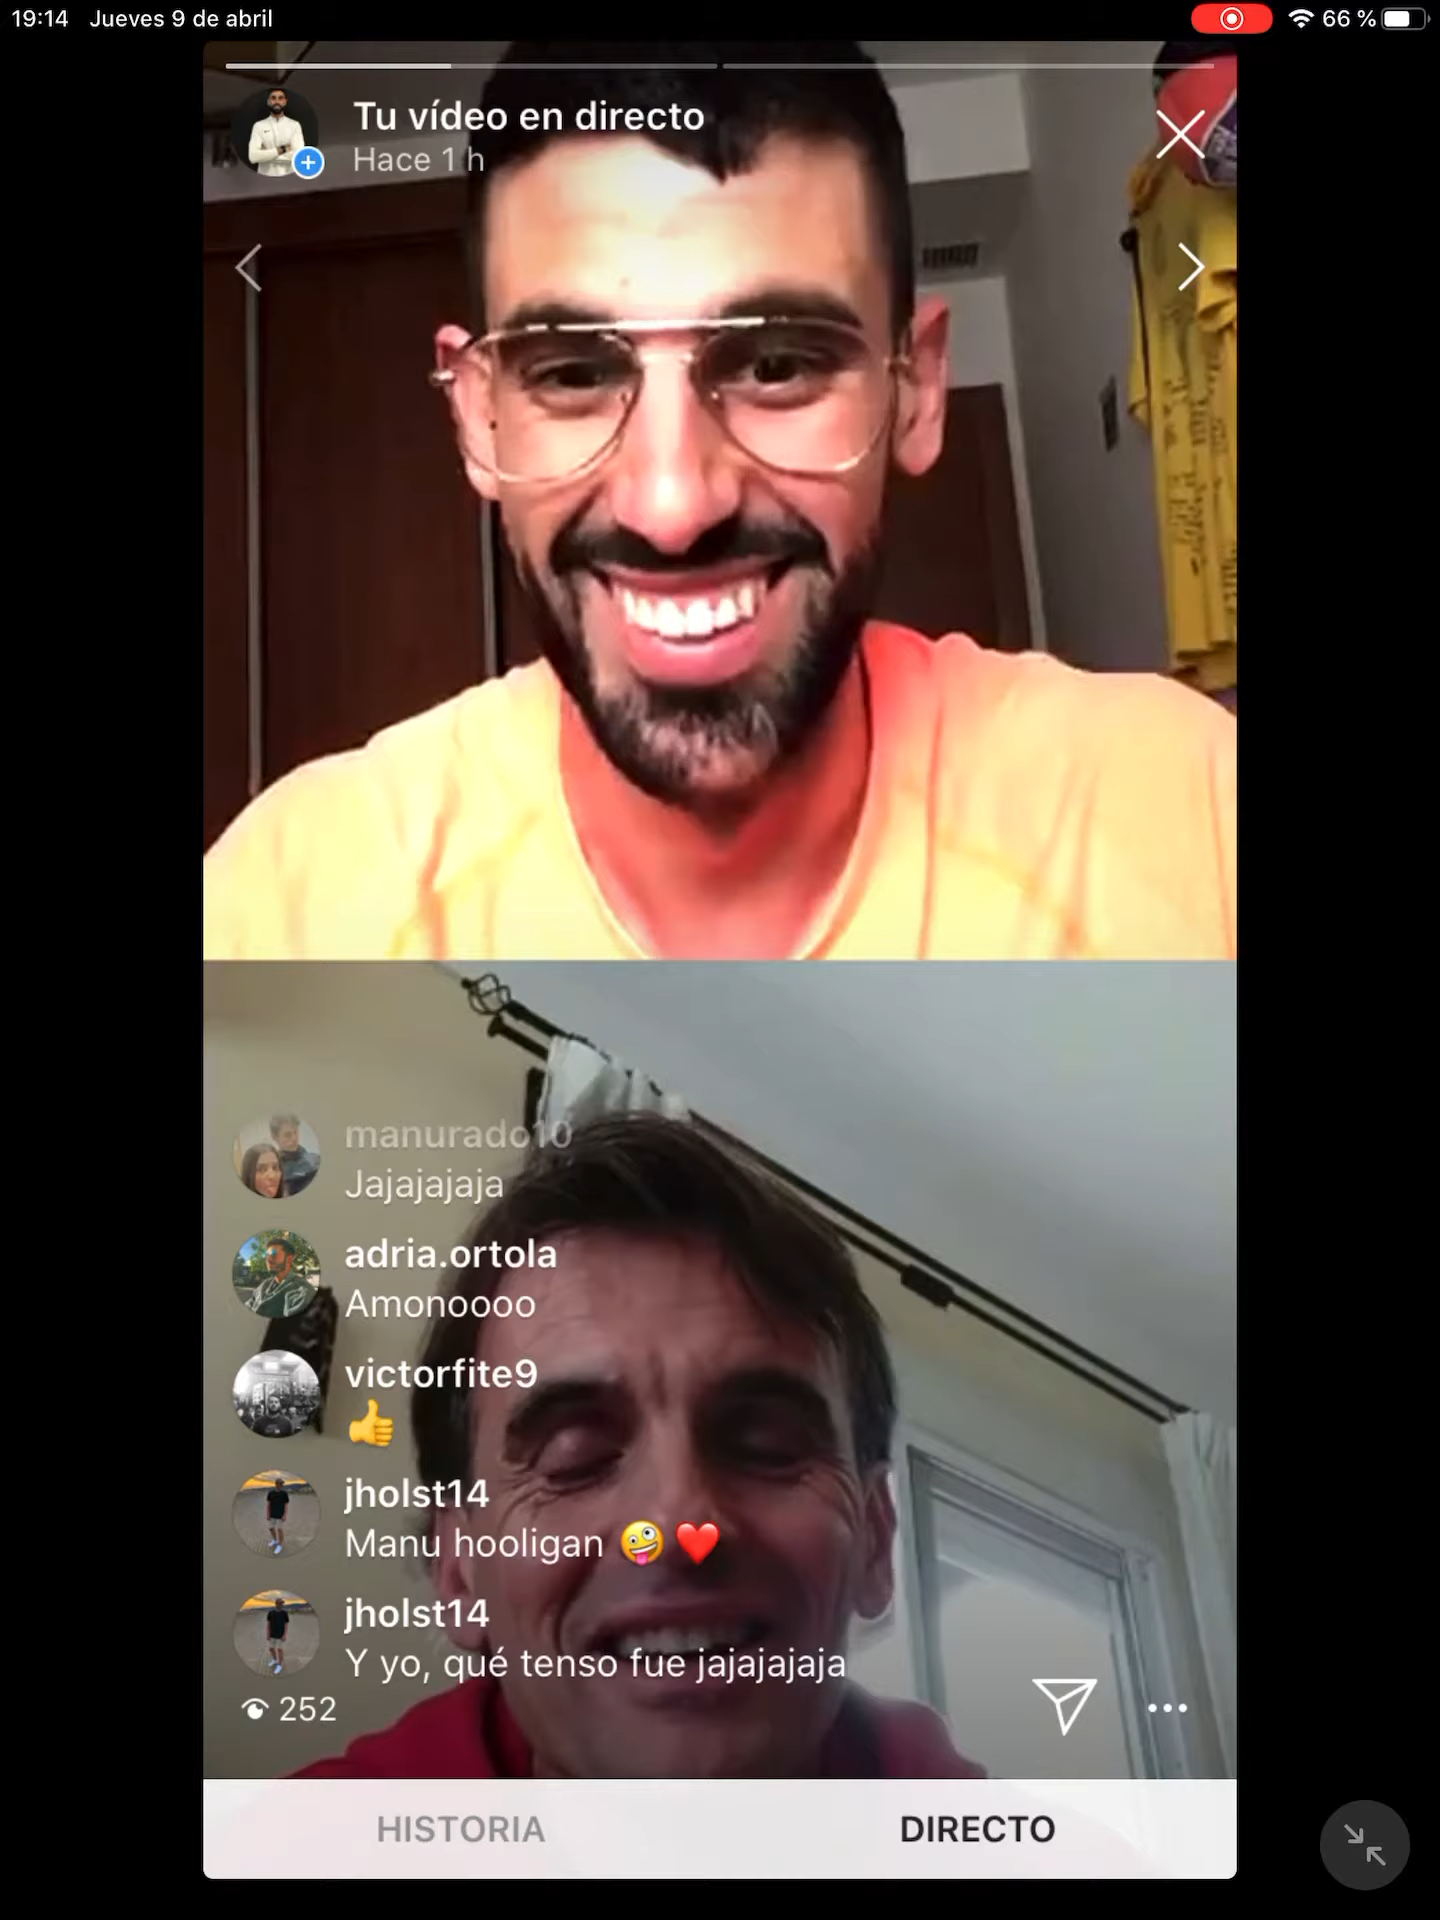 19:14 Jueves 9 de abril 66 %
Tu vídeo en directo
Hace 1 h
manurado10
Jajajajaja
adria.ortola
Amonoooo
victorfite9
👍
jholst14
Manu hooligan 🤪 ❤️
jholst14
Y yo, qué tenso fue jajajajaja
252
HISTORIA DIRECTO